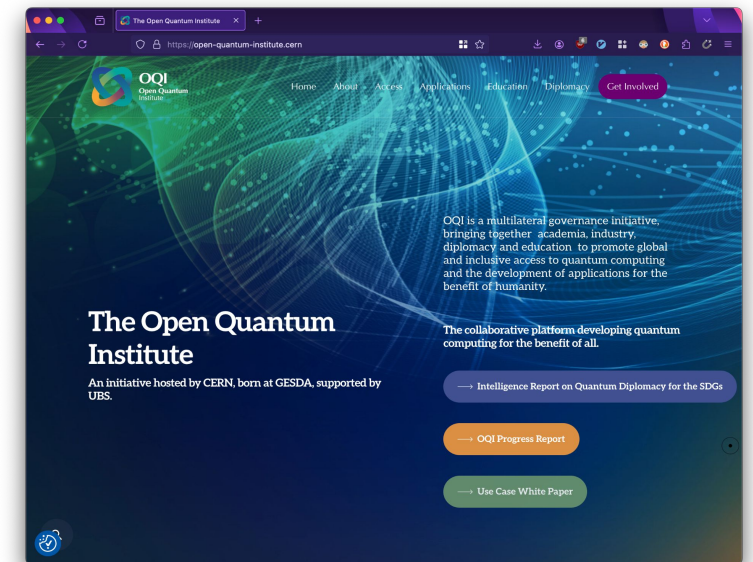 The Open Quantum Institute
https://open-quantum-institute.cern
OQI
Open Quantum
Institute
Home About Access Applications Education Diplomacy Get Involved
OQI is a multilateral governance initiative,
bringing together academia, industry,
diplomacy and education to promote global
and inclusive access to quantum computing
and the development of applications for the
benefit of humanity.
The Open Quantum
Institute
An initiative hosted by CERN, born at GESDA, supported by
UBS.
The collaborative platform developing quantum
computing for the benefit of all.
→ Intelligence Report on Quantum Diplomacy for the SDGs
→ OQI Progress Report
→ Use Case White Paper